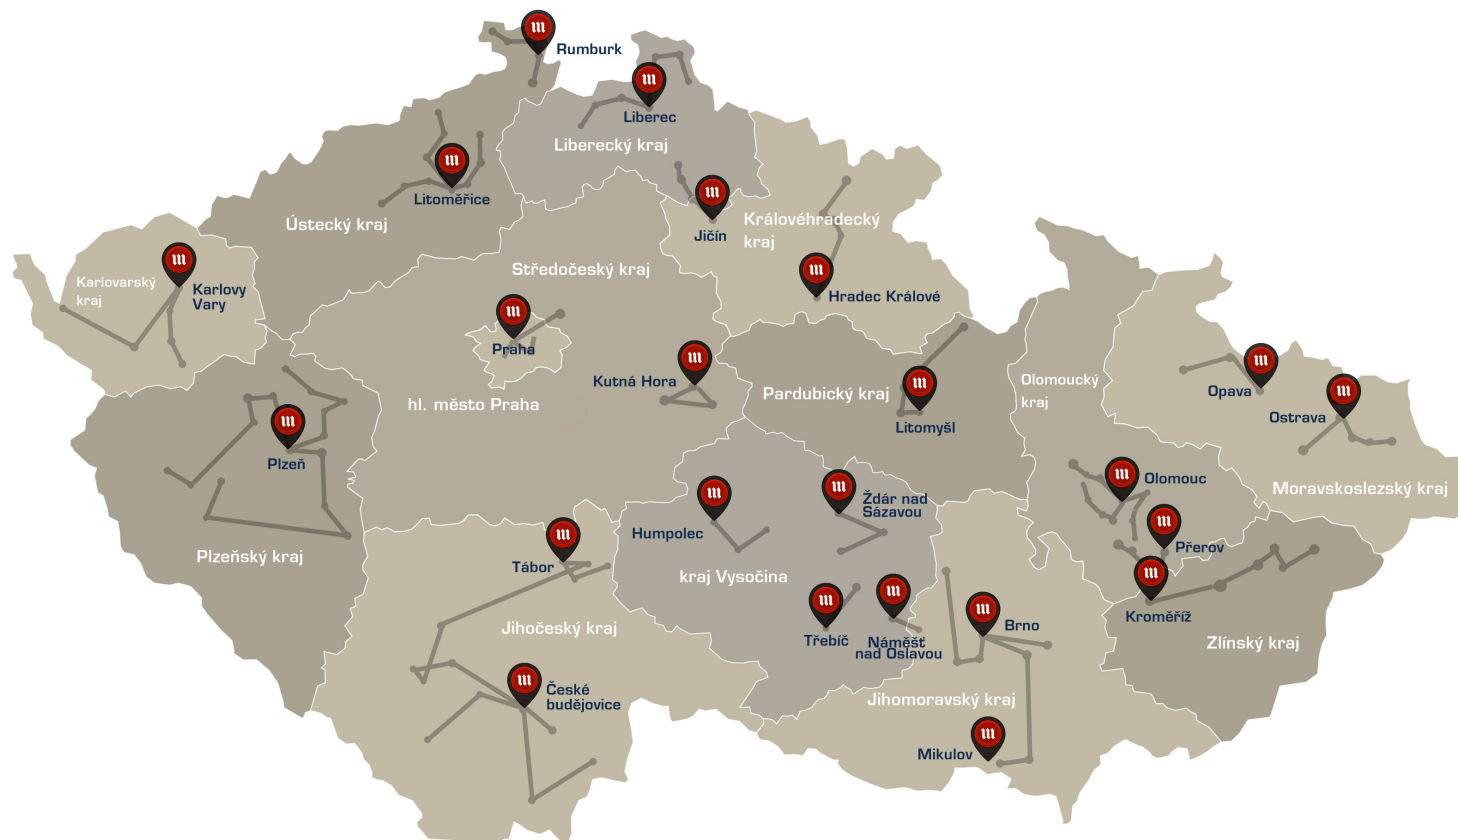 Rumburk
Liberec
Liberecký kraj
Litoměřice
Ústecký kraj
Jičín
Královéhradecký
kraj
Karlovarský
kraj
Karlovy
Vary
Středočeský kraj
Hradec Králové
Praha
Kutná Hora
hl. město Praha
Pardubický kraj
Litomyšl
Olomoucký
kraj
Opava
Ostrava
Plzeň
Olomouc
Moravskoslezský kraj
Humpolec
Ždár nad
Sázavou
Přerov
Plzeňský kraj
Tábor
kraj Vysočina
Kroměříž
Jihočeský kraj
Třebíč
Náměšť
nad Oslavou
Brno
Zlínský kraj
České
budějovice
Jihomoravský kraj
Mikulov